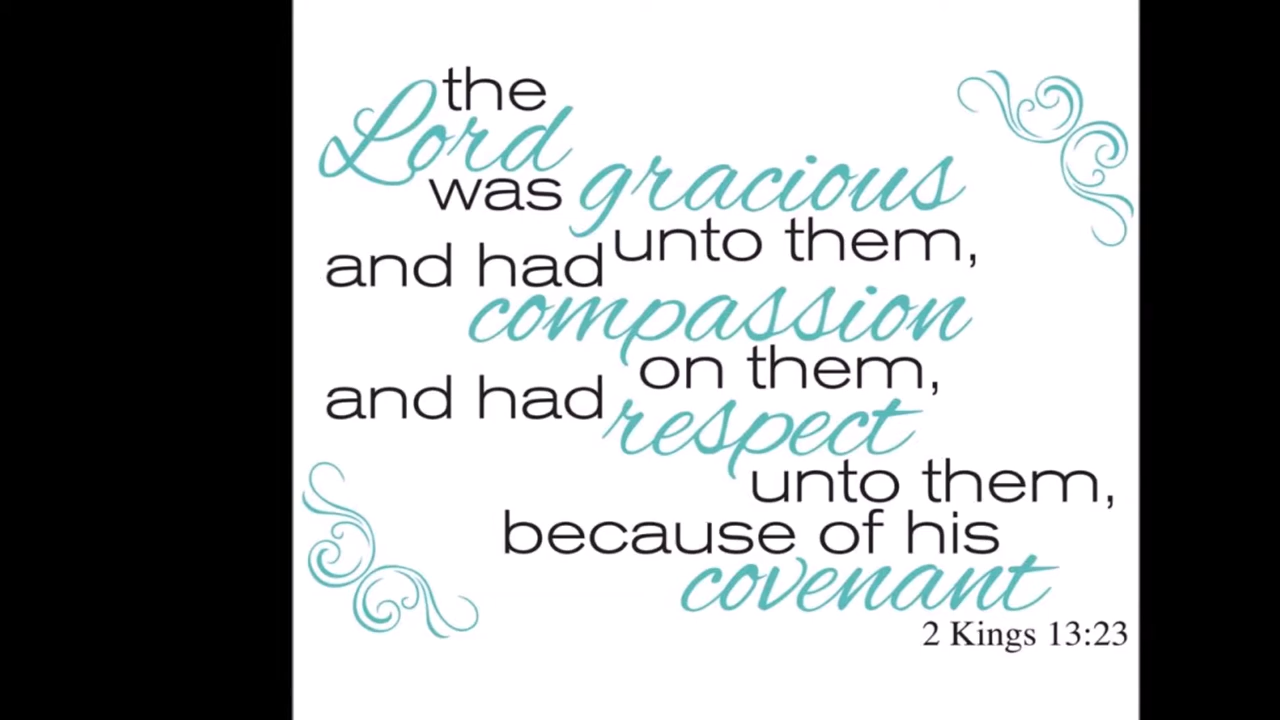 the
Lord
was gracious
unto them,
and had
compassion
on them,
and had
respect
unto them,
because of his
covenant
2 Kings 13:23